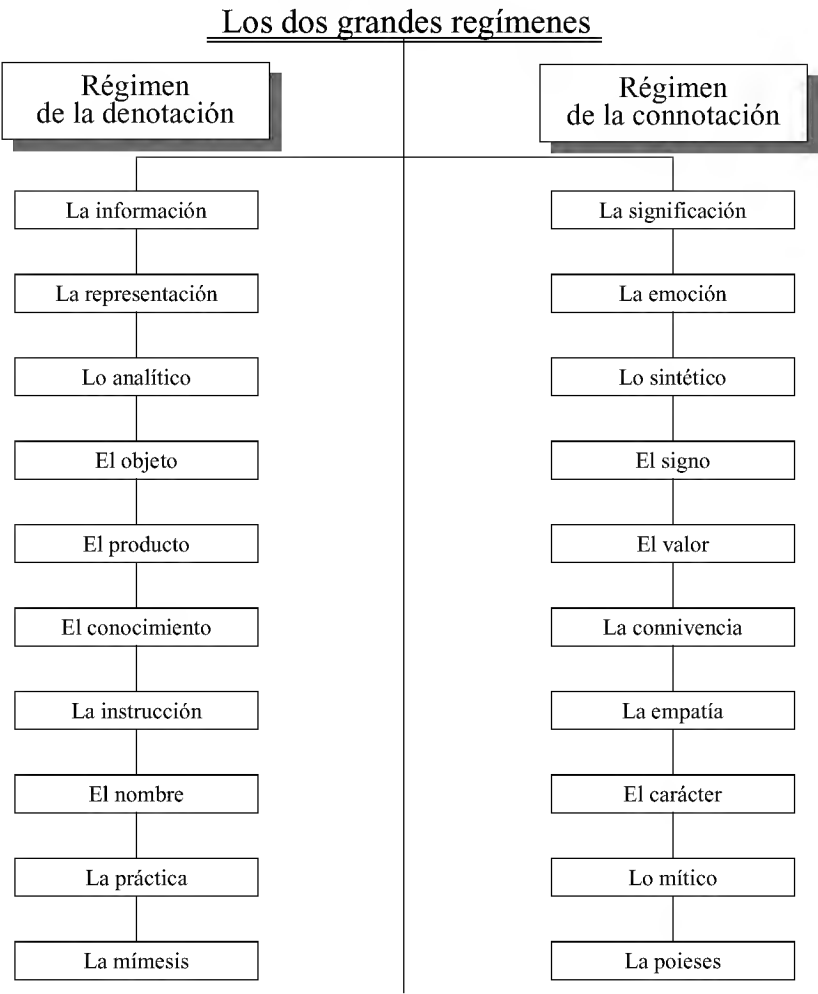 Los dos grandes regímenes
Régimen
de la denotación
La información
La representación
Lo analítico
El objeto
El producto
El conocimiento
La instrucción
El nombre
La práctica
La mímesis
Régimen
de la connotación
La significación
La emoción
Lo sintético
El signo
El valor
La connivencia
La empatía
El carácter
Lo mítico
La poieses